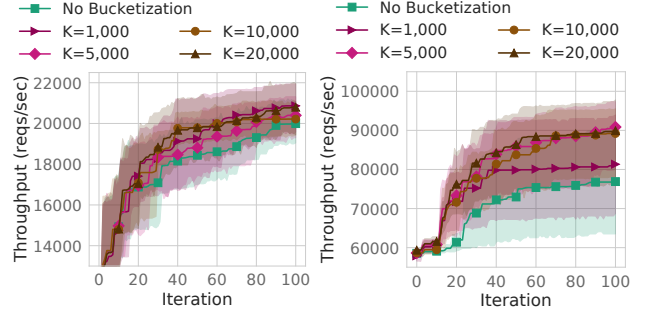 No Bucketization
K=1,000
K=10,000
K=5,000
K=20,000
Throughput (reqs/sec)
22000
20000
18000
16000
14000
0 20 40 60 80 100
Iteration
No Bucketization
K=1,000
K=10,000
K=5,000
K=20,000
Throughput (reqs/sec)
100000
90000
80000
70000
60000
0 20 40 60 80 100
Iteration